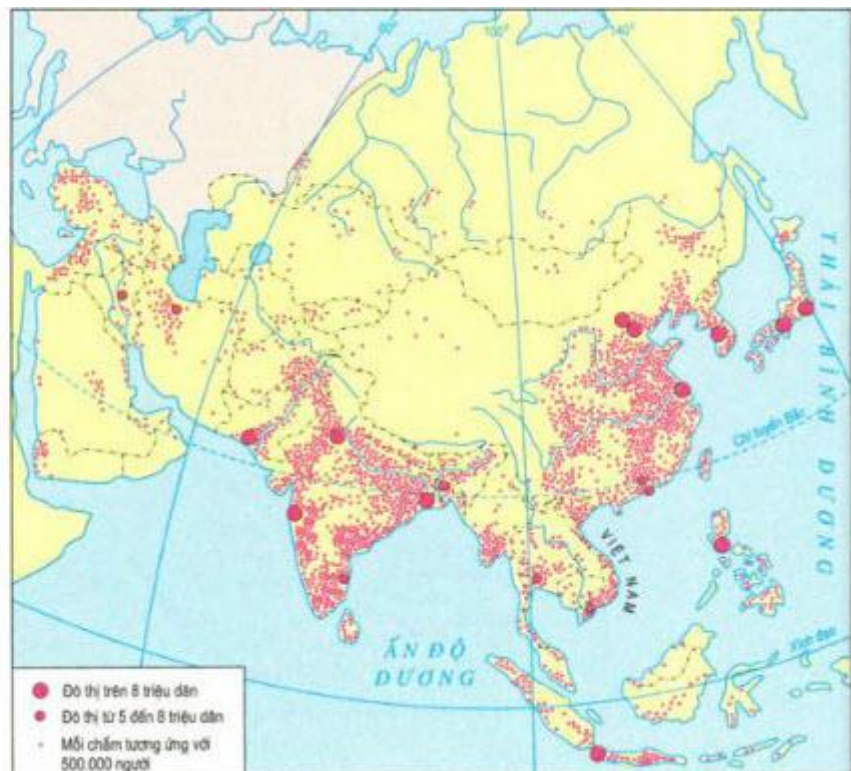 60°
100°
140°
THÁI BÌNH DƯƠNG
Chí tuyến Bắc
VIỆT NAM
Xích đạo
ẤN ĐỘ
DƯƠNG
Đô thị trên 8 triệu dân
Đô thị từ 5 đến 8 triệu dân
Mỗi chấm tương ứng với
500.000 người